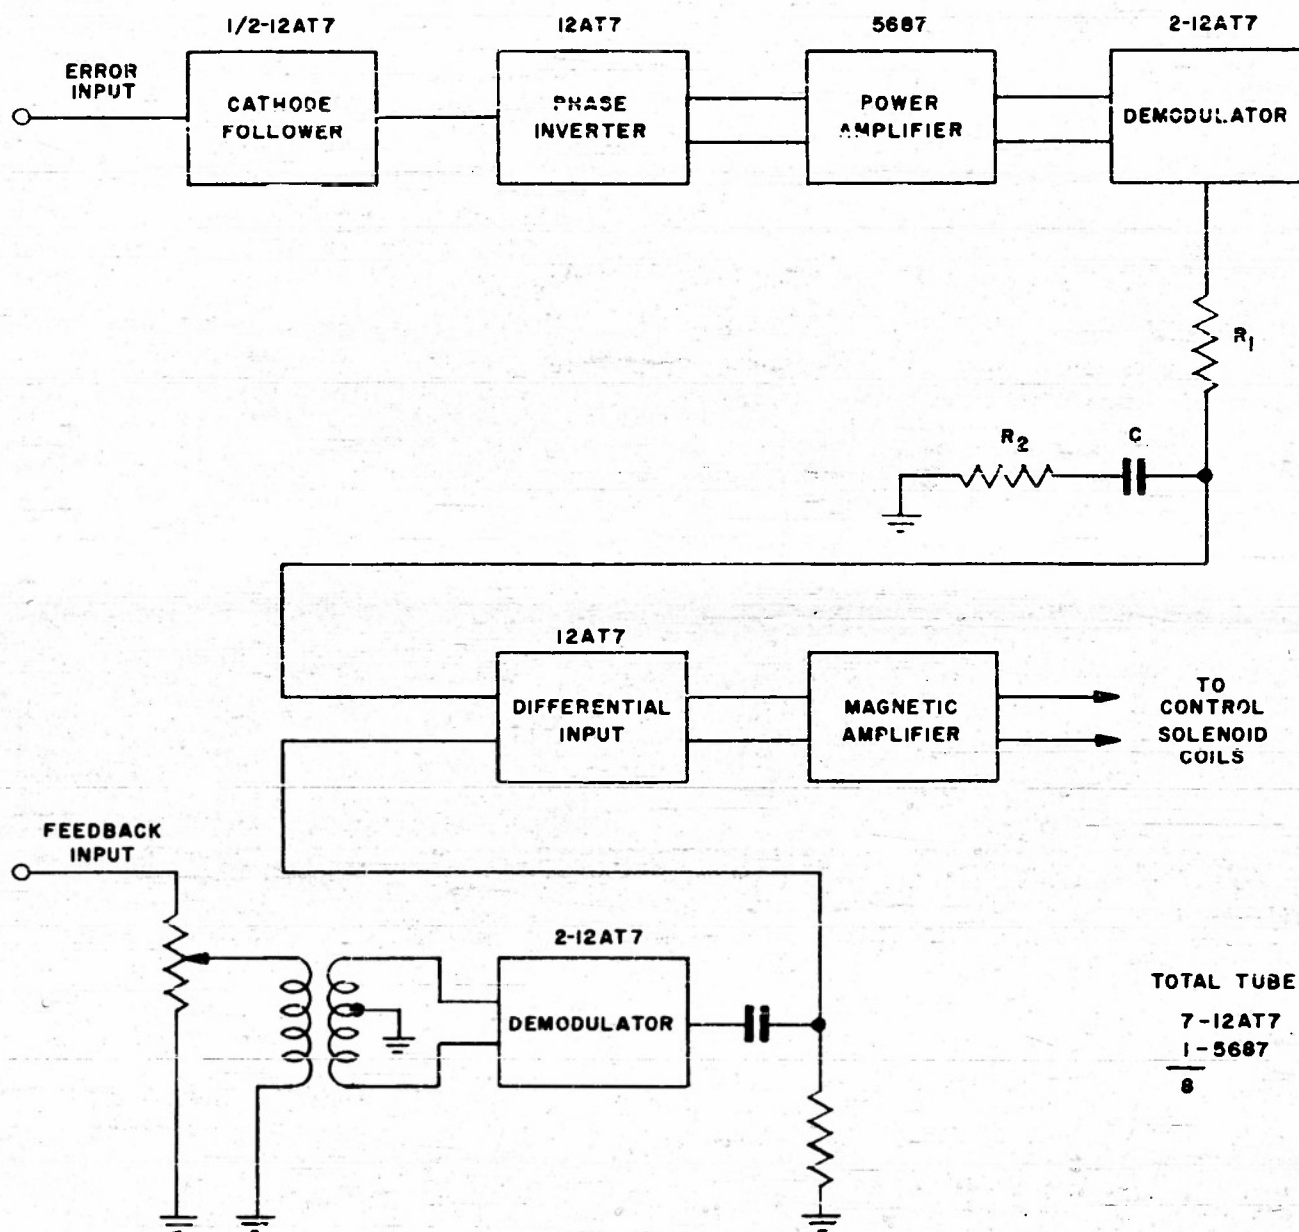 1/2-12AT7
12AT7
5687
2-12AT7
ERROR
INPUT
CATHODE
FOLLOWER
PHASE
INVERTER
POWER
AMPLIFIER
DEMODULATOR
R1
R2
C
12AT7
DIFFERENTIAL
INPUT
MAGNETIC
AMPLIFIER
TO
CONTROL
SOLENOID
COILS
FEEDBACK
INPUT
2-12AT7
DEMODULATOR
TOTAL TUBE
7-12AT7
1-5687
8